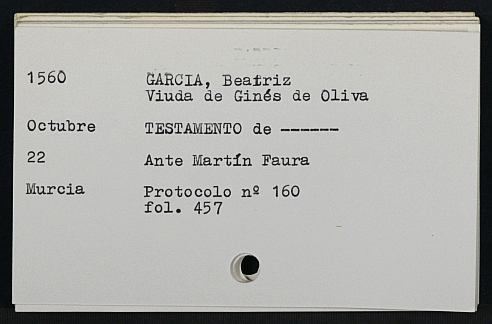 1560 GARCIA, Beatriz
Viuda de Ginés de Oliva
Octubre TESTAMENTO de ------
22 Ante Martín Faura
Murcia Protocolo nº 160
fol. 457